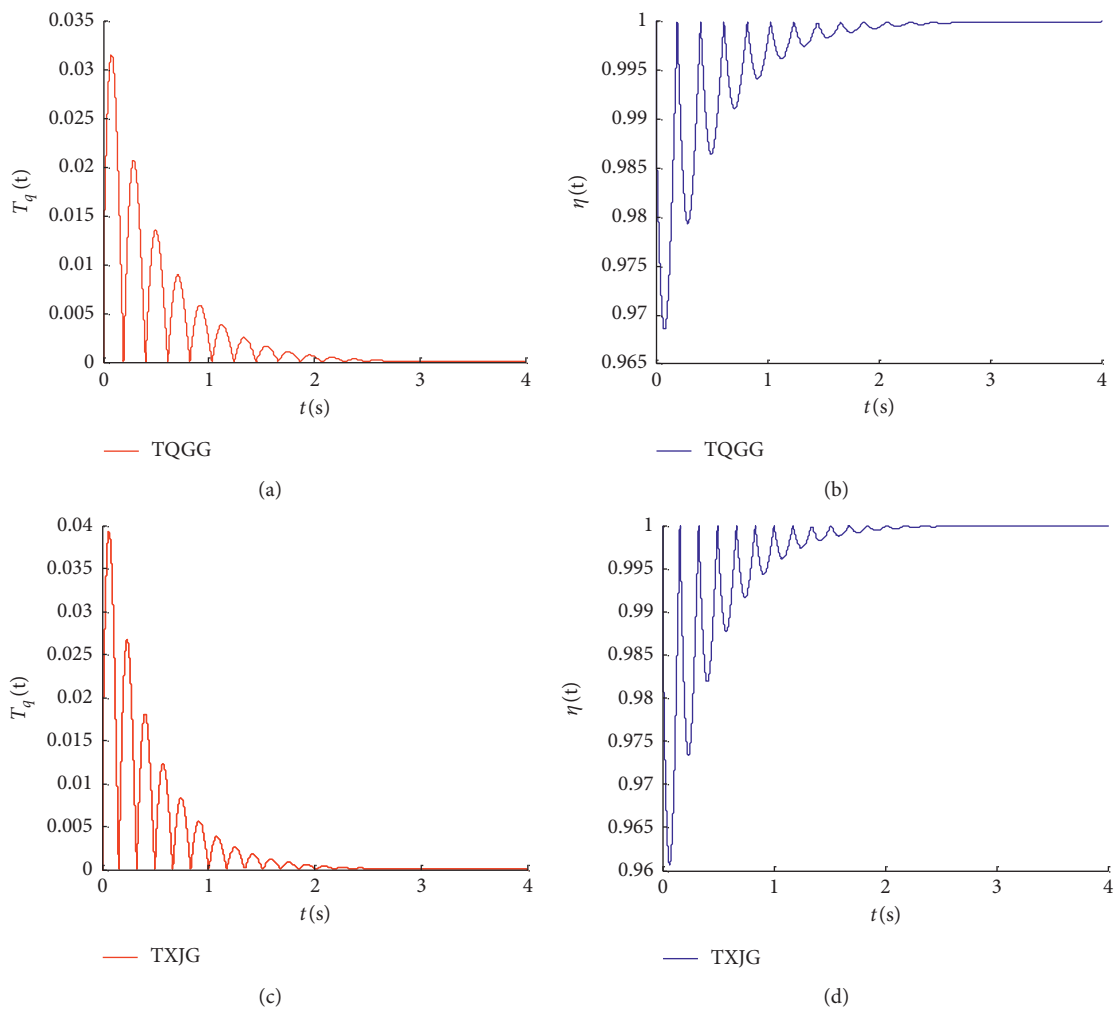 0.035
0.03
0.025
0.02
0.015
0.01
0.005
0
T_q (t)
0 1 2 3 4
t (s)
TQGG
(a)
1
0.995
0.99
0.985
0.98
0.975
0.97
0.965
η (t)
0 1 2 3 4
t (s)
TQGG
(b)
0.04
0.035
0.03
0.025
0.02
0.015
0.01
0.005
0
T_q (t)
0 1 2 3 4
t (s)
TXJG
(c)
1
0.995
0.99
0.985
0.98
0.975
0.97
0.965
0.96
η (t)
0 1 2 3 4
t (s)
TXJG
(d)